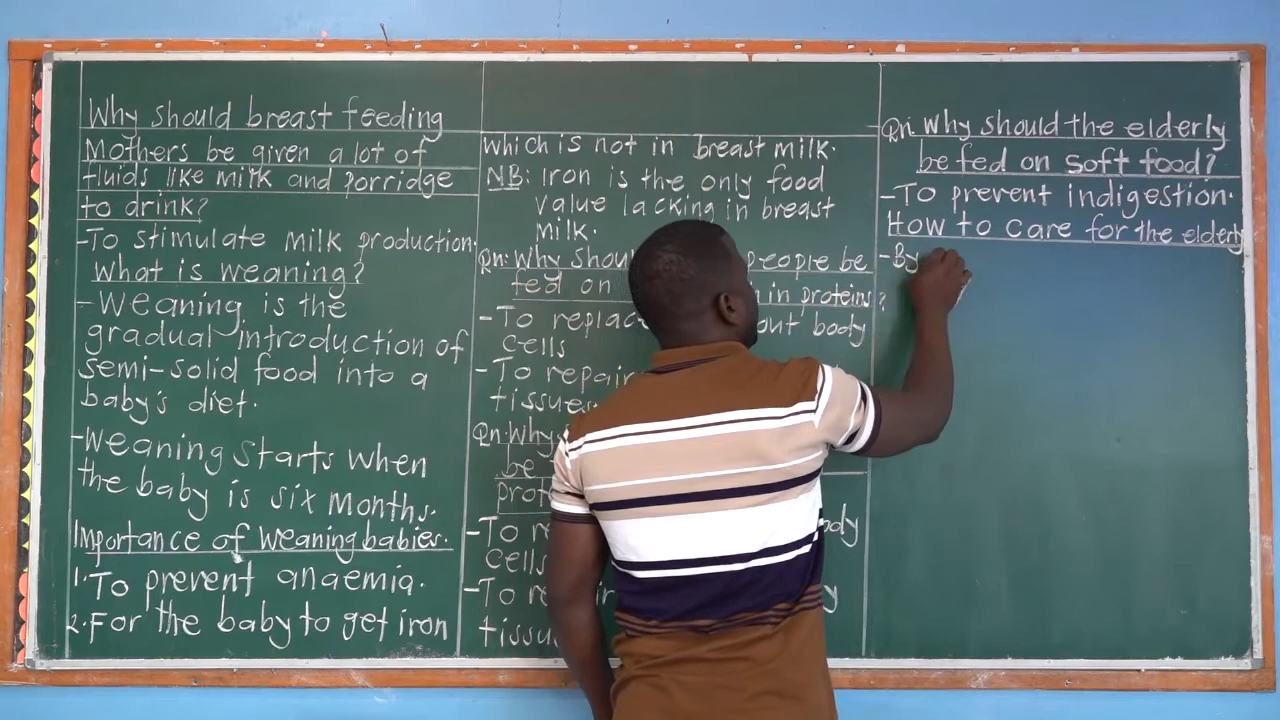 Why should breast feeding
Mothers be given a lot of
fluids like milk and porridge
to drink?
-To stimulate milk production.
What is weaning?
-Weaning is the
gradual introduction of
semi-solid food into a
baby's diet.
-Weaning starts when
the baby is six months.
Importance of weaning babies.
1. To prevent anaemia.
2. For the baby to get iron
which is not in breast milk.
NB: Iron is the only food
value lacking in breast
milk.
Qn: Why people be
fed on in proteins?
-To out body
cells
-To repair
tissues
Qn: Why
be
-To body
cells
-To
Qn. Why should the elderly
be fed on soft food?
-To prevent indigestion.
How to care for the elderly
-By